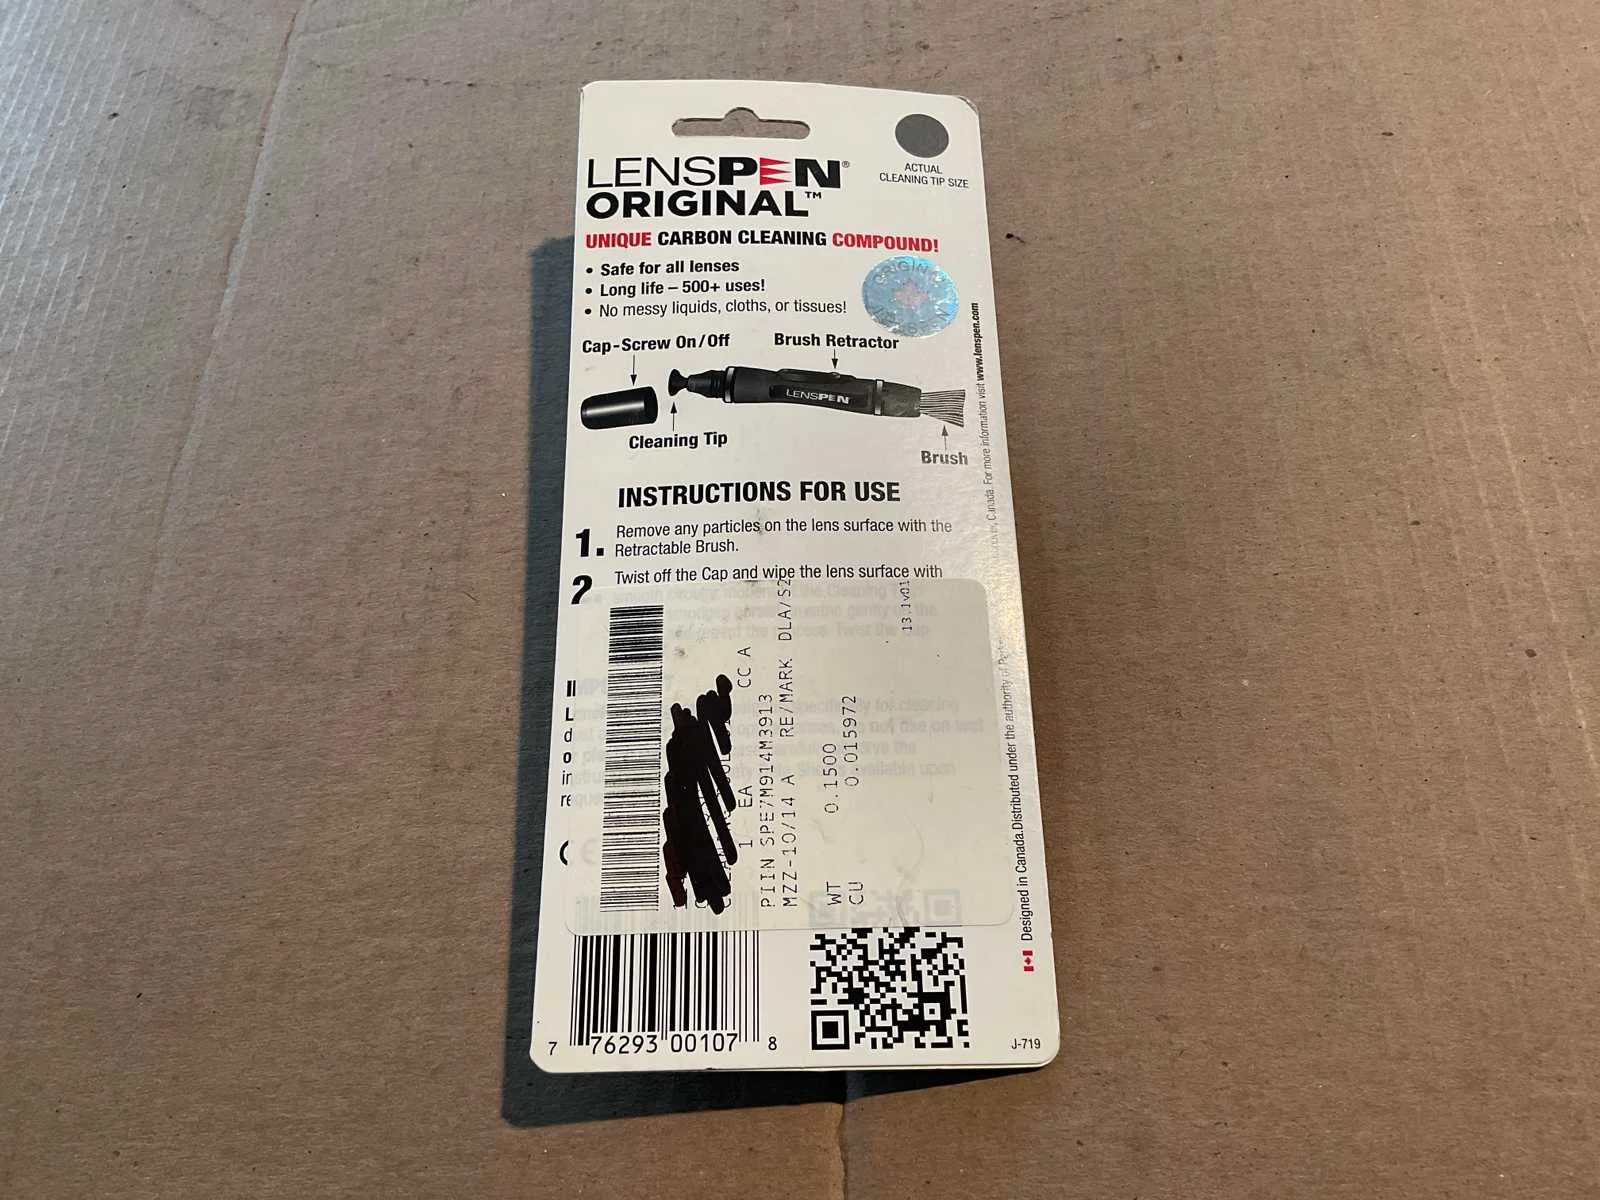 LENSPEN®
ORIGINAL™
ACTUAL
CLEANING TIP SIZE
UNIQUE CARBON CLEANING COMPOUND!
• Safe for all lenses
• Long life – 500+ uses!
• No messy liquids, cloths, or tissues!
ORIGINAL
Cap-Screw On/Off
Brush Retractor
LENSPEN
Cleaning Tip
Brush
INSTRUCTIONS FOR USE
1. Remove any particles on the lens surface with the
Retractable Brush.
2 Twist off the Cap and wipe the lens surface with
1 EA CC A
PIIN SPE7M914M3913
MZZ-10/14 A RE/MARK DLA/S2
WT 0.1500
CU 0.015972
13.1v01
7 76293 00107 8
J-719
Designed in Canada. Distributed under the authority of
Canada. For more information visit www.lenspen.com